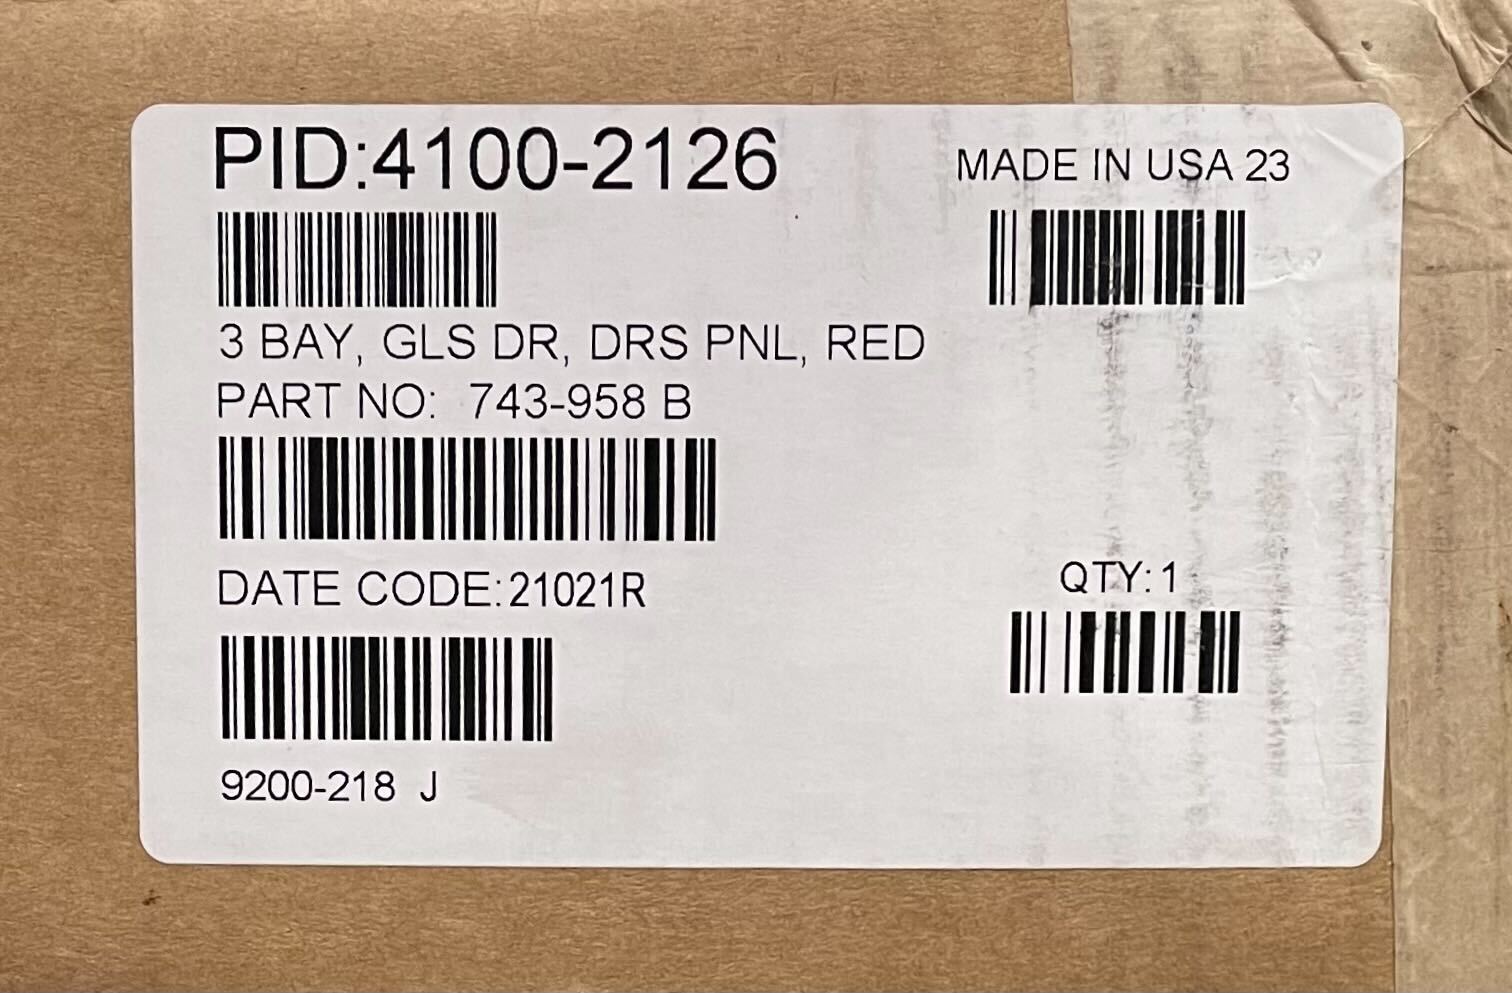 PID:4100-2126
MADE IN USA 23
3 BAY, GLS DR, DRS PNL, RED
PART NO: 743-958 B
DATE CODE:21021R
QTY:1
9200-218 J